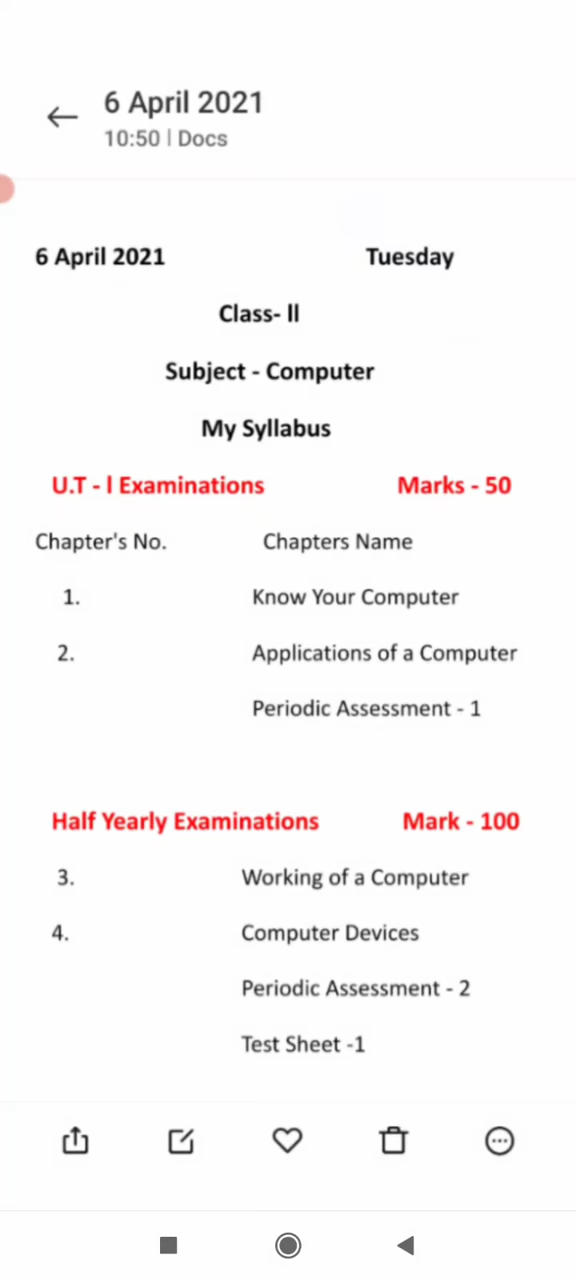 6 April 2021
10:50 | Docs
6 April 2021 Tuesday
Class- II
Subject - Computer
My Syllabus
U.T - I Examinations Marks - 50
Chapter's No. Chapters Name
1. Know Your Computer
2. Applications of a Computer
Periodic Assessment - 1
Half Yearly Examinations Mark - 100
3. Working of a Computer
4. Computer Devices
Periodic Assessment - 2
Test Sheet -1